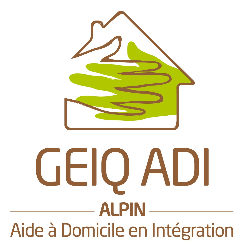 GEIQ ADI
ALPIN
Aide à Domicile en Intégration